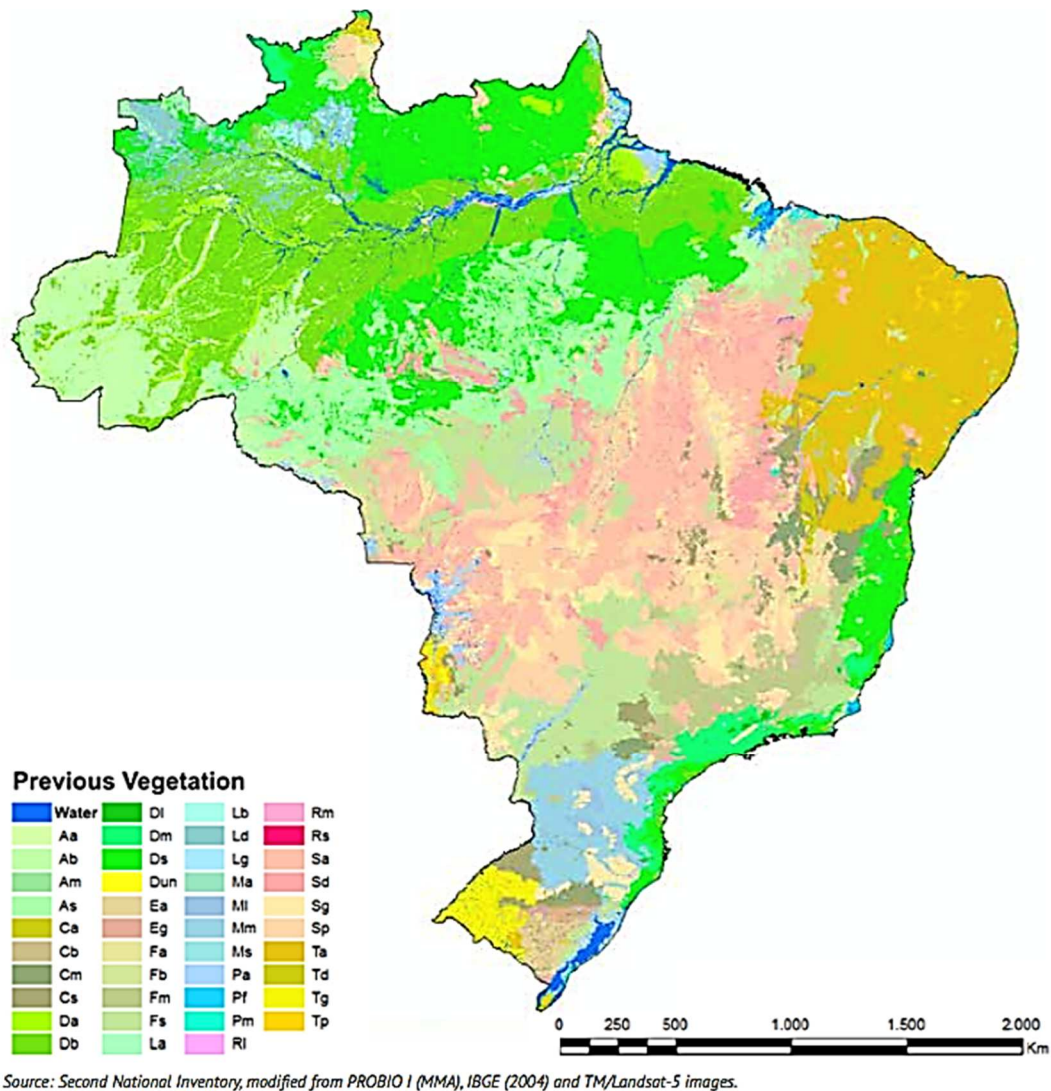 Previous Vegetation
Water
Aa
Ab
Am
As
Ca
Cb
Cm
Cs
Da
Db
Dl
Dm
Ds
Dun
Ea
Eg
Fa
Fb
Fm
Fs
La
Lb
Ld
Lg
Ma
Ml
Mm
Ms
Pa
Pf
Pm
Rl
Rm
Rs
Sa
Sd
Sg
Sp
Ta
Td
Tg
Tp
0 250 500 1.000 1.500 2.000
Km
Source: Second National Inventory, modified from PROBIO I (MMA), IBGE (2004) and TM/Landsat-5 images.